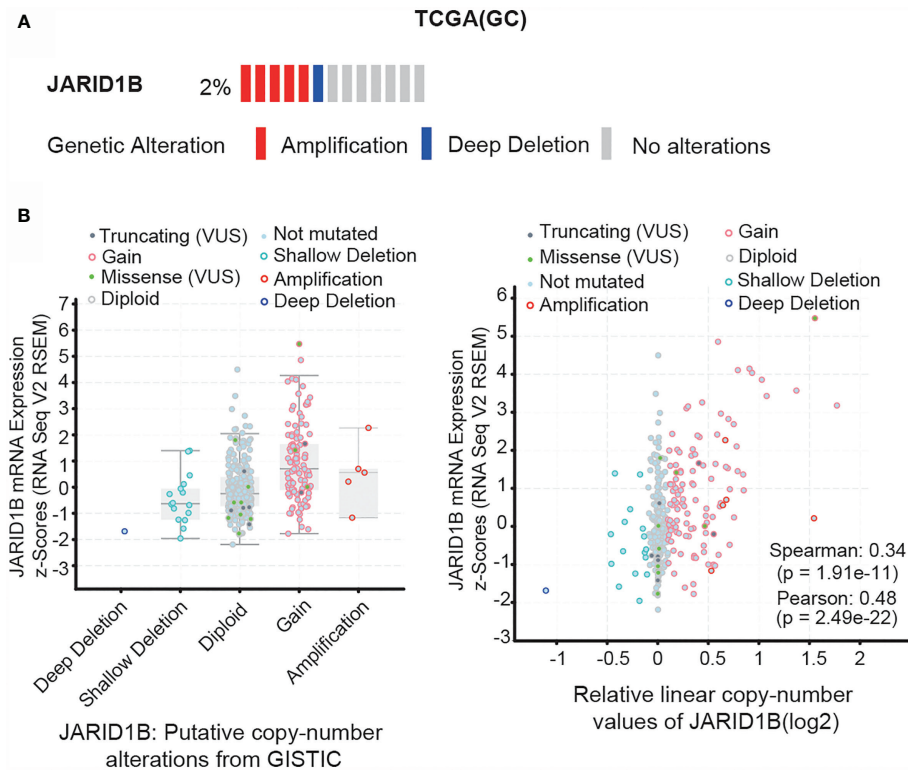 A
TCGA(GC)
JARID1B
2%
Genetic Alteration
Amplification
Deep Deletion
No alterations
B
Truncating (VUS)
Gain
Missense (VUS)
Diploid
Not mutated
Shallow Deletion
Amplification
Deep Deletion
JARID1B mRNA Expression
z-Scores (RNA Seq V2 RSEM)
7
6
5
4
3
2
1
0
-1
-2
-3
Deep Deletion
Shallow Deletion
Diploid
Gain
Amplification
JARID1B: Putative copy-number
alterations from GISTIC
Truncating (VUS)
Missense (VUS)
Not mutated
Amplification
Gain
Diploid
Shallow Deletion
Deep Deletion
JARID1B mRNA Expression
z-Scores (RNA Seq V2 RSEM)
6
5
4
3
2
1
0
-1
-2
-3
Spearman: 0.34
(p = 1.91e-11)
Pearson: 0.48
(p = 2.49e-22)
-1
-0.5
0
0.5
1
1.5
2
Relative linear copy-number
values of JARID1B(log2)